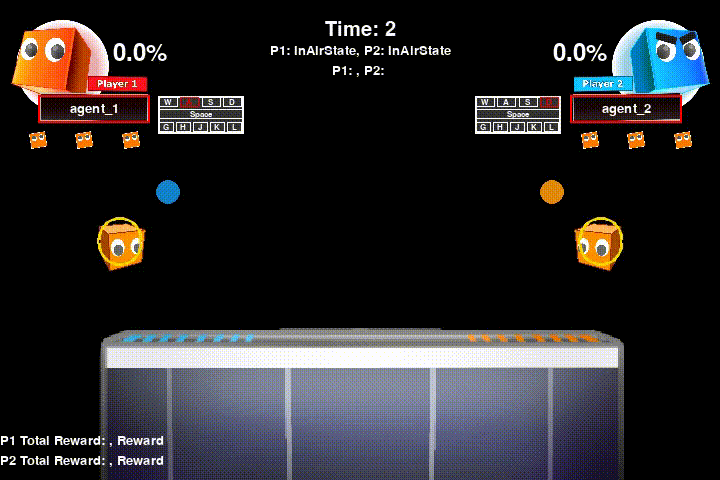 Time: 2
P1: InAirState, P2: InAirState
P1: , P2:
0.0%
Player 1
agent_1
W A S D
Space
G H J K L
0.0%
Player 2
agent_2
W A S D
Space
G H J K L
P1 Total Reward: , Reward
P2 Total Reward: , Reward